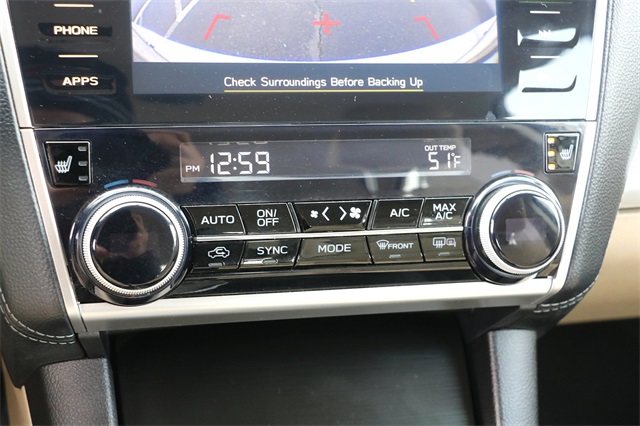 PHONE
APPS
Check Surroundings Before Backing Up
PM 12:59
OUT TEMP
51°F
AUTO
ON/
OFF
A/C
MAX
A/C
SYNC
MODE
FRONT